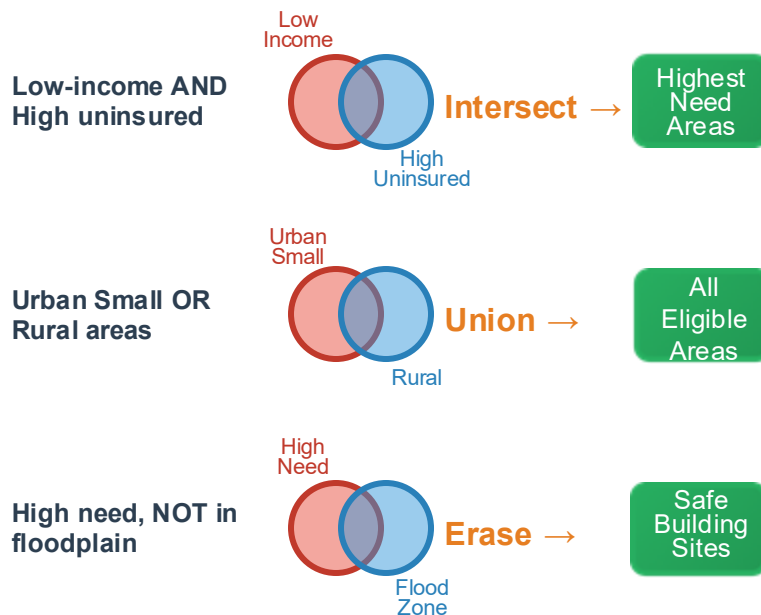 Low
Income
Low-income AND
High uninsured
Intersect →
Highest
Need
Areas
High
Uninsured
Urban
Small
Urban Small OR
Rural areas
Union →
All
Eligible
Areas
Rural
High
Need
High need, NOT in
floodplain
Erase →
Safe
Building
Sites
Flood
Zone